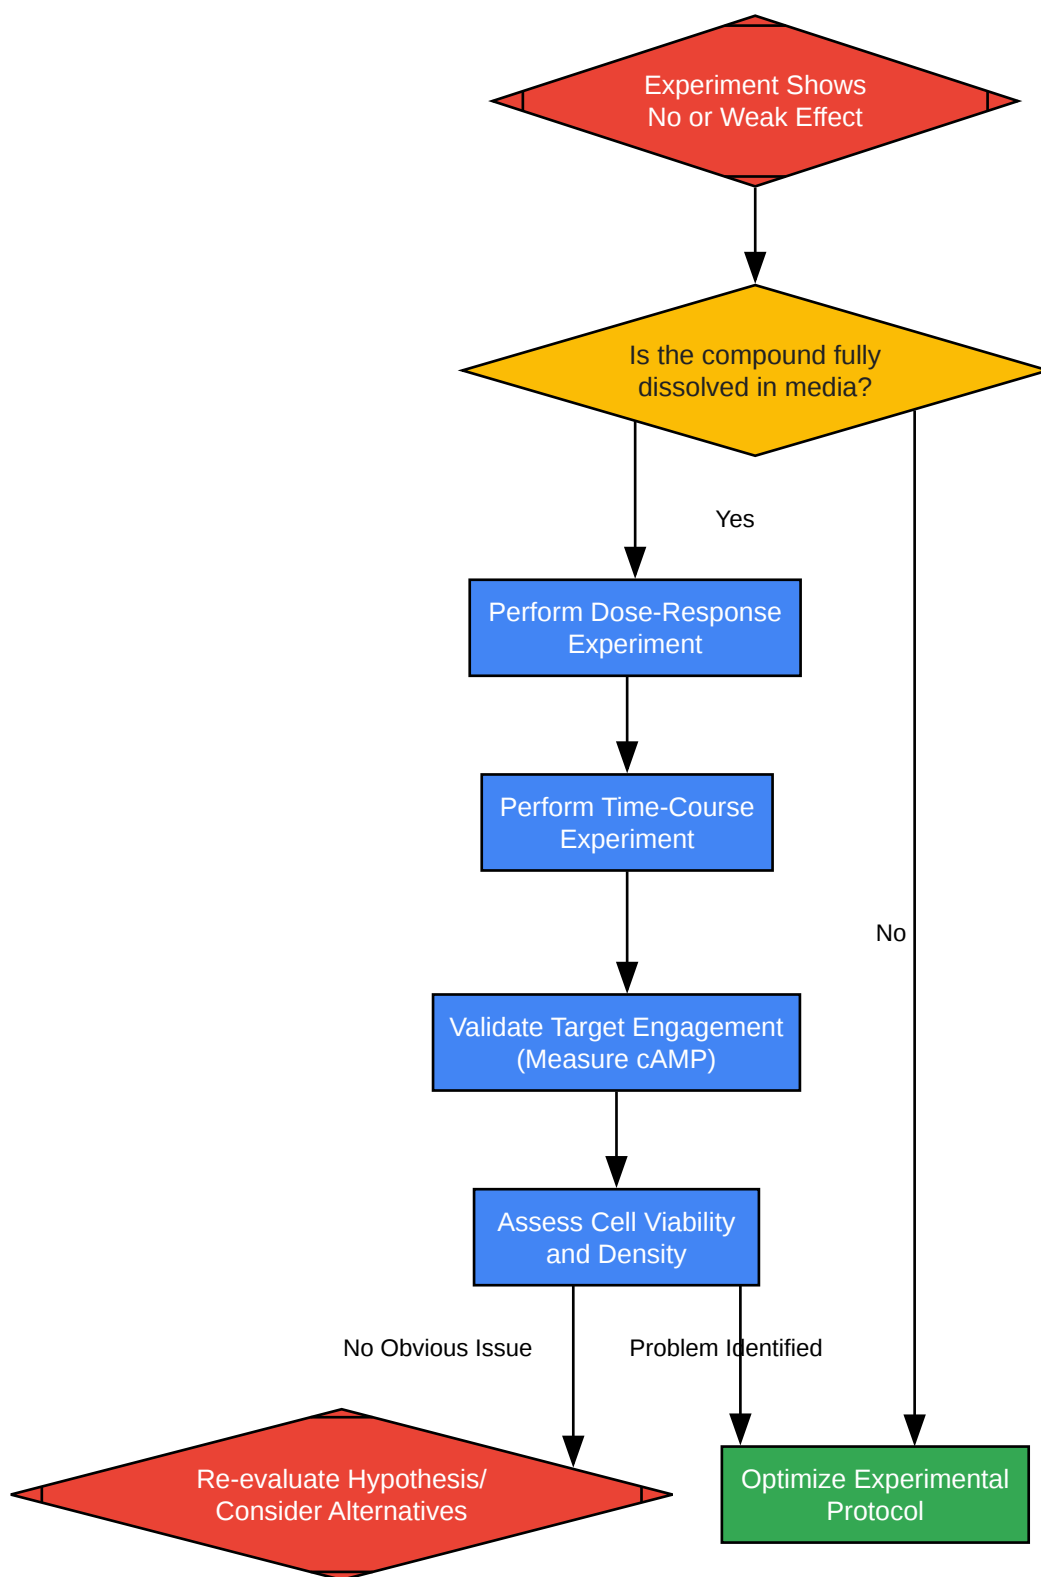 Experiment Shows
No or Weak Effect
Is the compound fully
dissolved in media?
Yes
Perform Dose-Response
Experiment
Perform Time-Course
Experiment
No
Validate Target Engagement
(Measure cAMP)
Assess Cell Viability
and Density
No Obvious Issue
Problem Identified
Re-evaluate Hypothesis/
Consider Alternatives
Optimize Experimental
Protocol